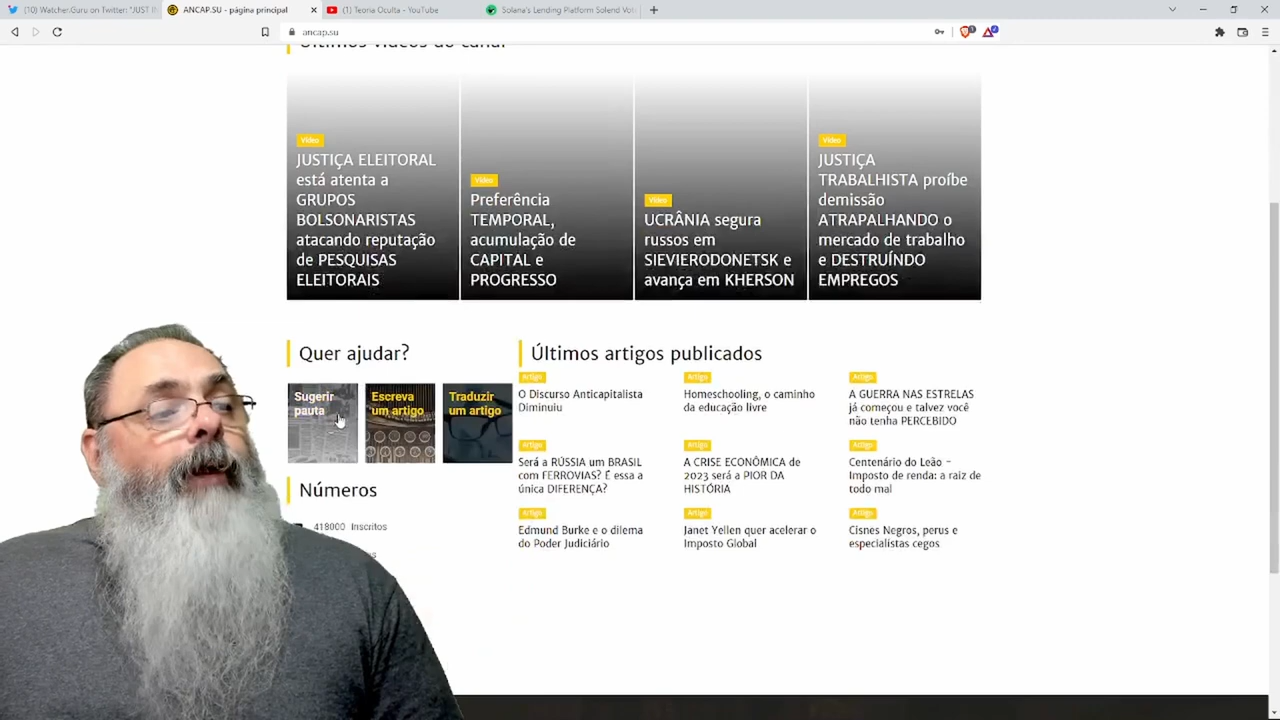 (10) Watcher.Guru on Twitter: "JUST I
ANCAP.SU - página principal
(1) Teoria Oculta - YouTube
Solana's Lending Platform Solend Vo
ancap.su
Últimos vídeos do canal
Vídeo
JUSTIÇA ELEITORAL
está atenta a
GRUPOS
BOLSONARISTAS
atacando reputação
de PESQUISAS
ELEITORAIS
Vídeo
Preferência
TEMPORAL,
acumulação de
CAPITAL e
PROGRESSO
Vídeo
UCRÂNIA segura
russos em
SIEVIERODONETSK e
avança em KHERSON
Vídeo
JUSTIÇA
TRABALHISTA proíbe
demissão
ATRAPALHANDO o
mercado de trabalho
e DESTRUÍNDO
EMPREGOS
Quer ajudar?
Sugerir
pauta
Escreva
um artigo
Traduzir
um artigo
Números
418000 Inscritos
Últimos artigos publicados
Artigo
O Discurso Anticapitalista
Diminuiu
Artigo
Homeschooling, o caminho
da educação livre
Artigo
A GUERRA NAS ESTRELAS
já começou e talvez você
não tenha PERCEBIDO
Artigo
Será a RÚSSIA um BRASIL
com FERROVIAS? É essa a
única DIFERENÇA?
Artigo
A CRISE ECONÔMICA de
2023 será a PIOR DA
HISTÓRIA
Artigo
Centenário do Leão -
Imposto de renda: a raiz de
todo mal
Artigo
Edmund Burke e o dilema
do Poder Judiciário
Artigo
Janet Yellen quer acelerar o
Imposto Global
Artigo
Cisnes Negros, perus e
especialistas cegos